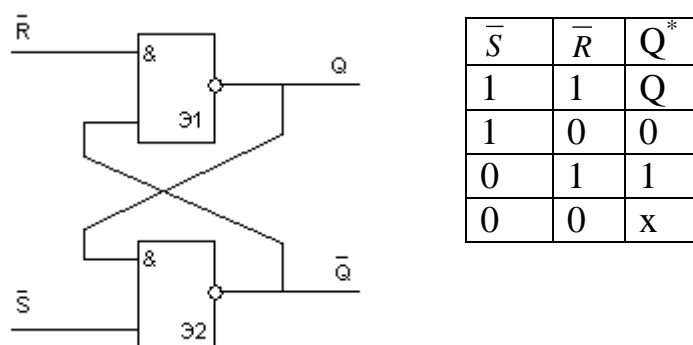 R̅
&
Q
Э1
&
Q̅
S̅
Э2
S̅ R̅ Q*
1 1 Q
1 0 0
0 1 1
0 0 x